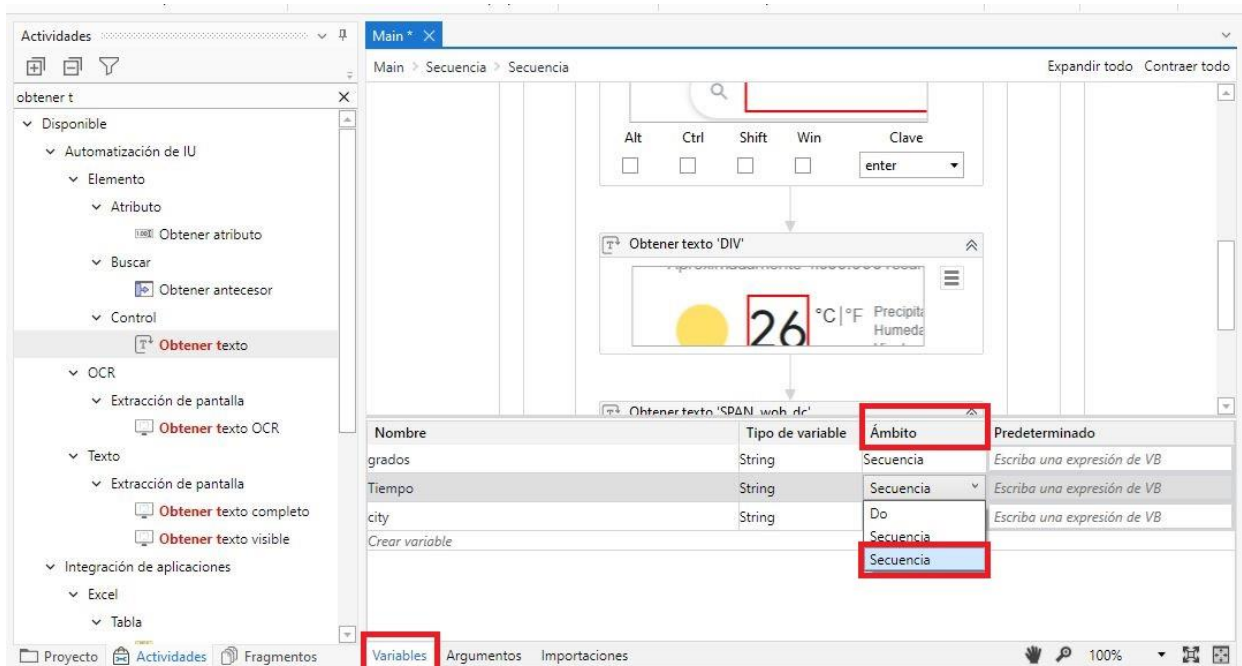 Actividades
obtener t
Disponible
Automatización de IU
Elemento
Atributo
Obtener atributo
Buscar
Obtener antecesor
Control
Obtener texto
OCR
Extracción de pantalla
Obtener texto OCR
Texto
Extracción de pantalla
Obtener texto completo
Obtener texto visible
Integración de aplicaciones
Excel
Tabla
Proyecto Actividades Fragmentos
Main *
Main > Secuencia > Secuencia Expandir todo Contraer todo
Alt Ctrl Shift Win Clave
enter
Obtener texto 'DIV'
26 °C|°F Precipita
Humeda
Obtener texto 'SPAN wob_dc'
Nombre Tipo de variable Ámbito Predeterminado
grados String Secuencia Escriba una expresión de VB
Tiempo String Secuencia Escriba una expresión de VB
city String Escriba una expresión de VB
Do
Secuencia
Secuencia
Crear variable
Variables Argumentos Importaciones 100%